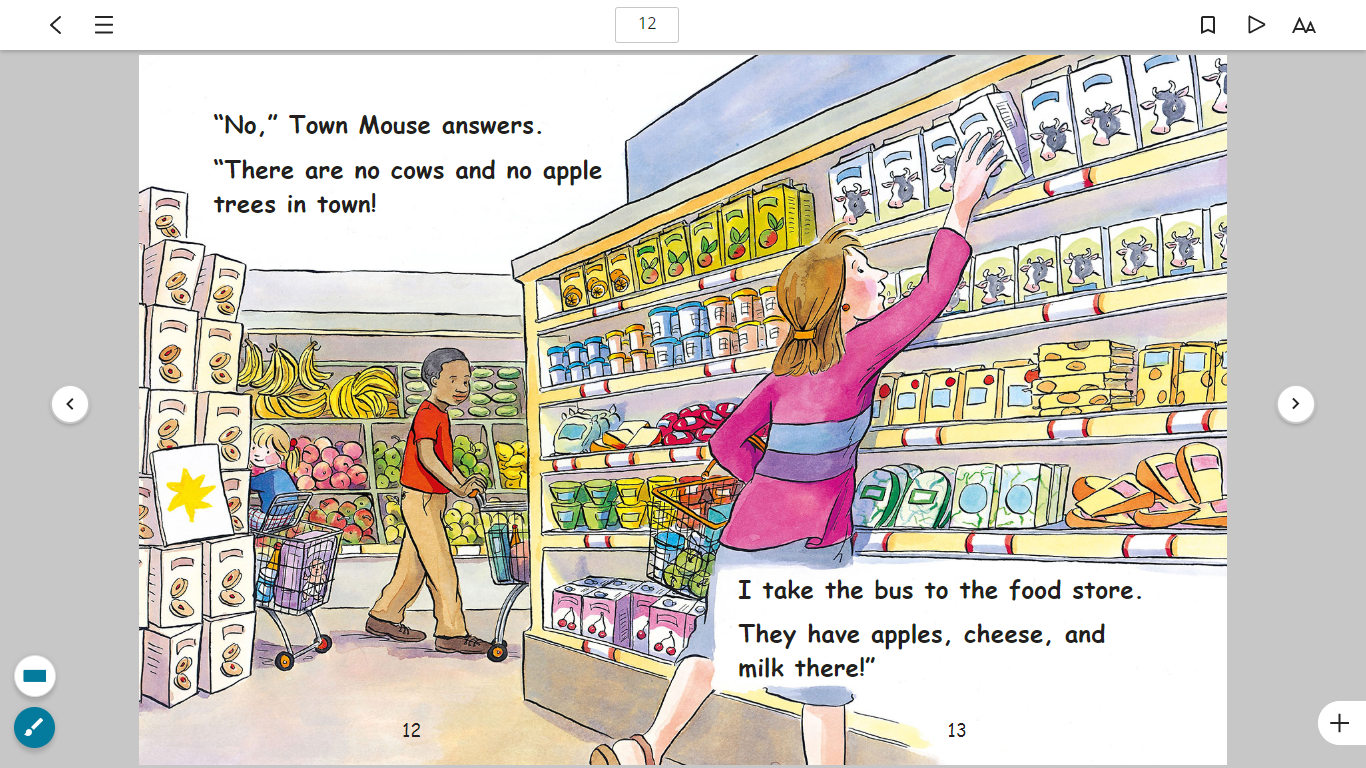 12
“No,” Town Mouse answers.
“There are no cows and no apple
trees in town!
I take the bus to the food store.
They have apples, cheese, and
milk there!”
12
13